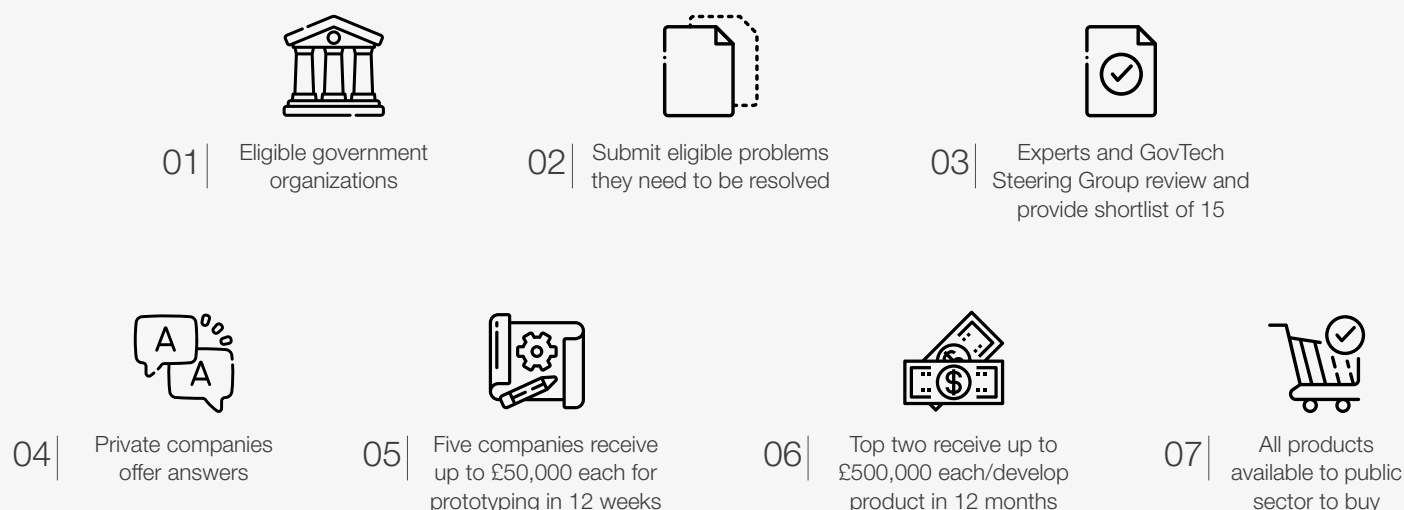 01
Eligible government
organizations
02
Submit eligible problems
they need to be resolved
03
Experts and GovTech
Steering Group review and
provide shortlist of 15
A
A
04
Private companies
offer answers
05
Five companies receive
up to £50,000 each for
prototyping in 12 weeks
$
06
Top two receive up to
£500,000 each/develop
product in 12 months
07
All products
available to public
sector to buy